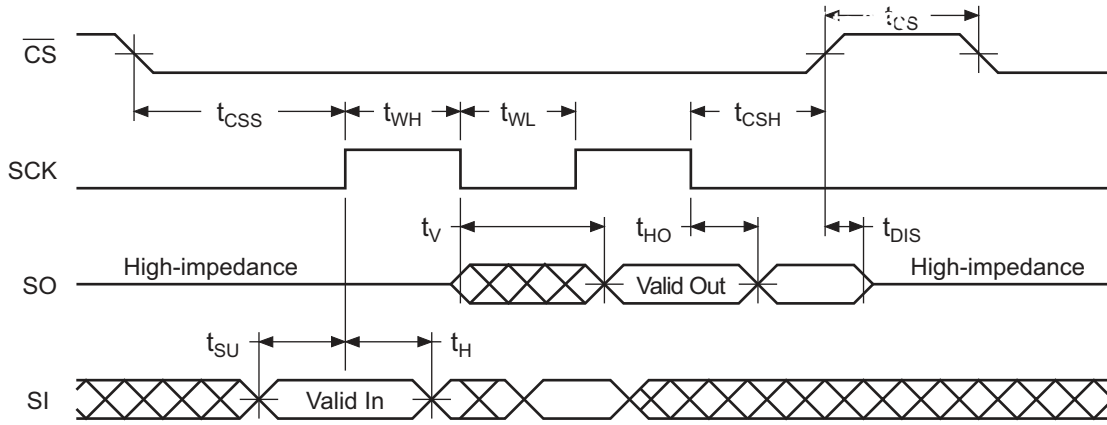 tCS
CS
tCSS tWH tWL tCSH
SCK
tV tHO tDIS
High-impedance High-impedance
SO Valid Out
tSU tH
SI Valid In